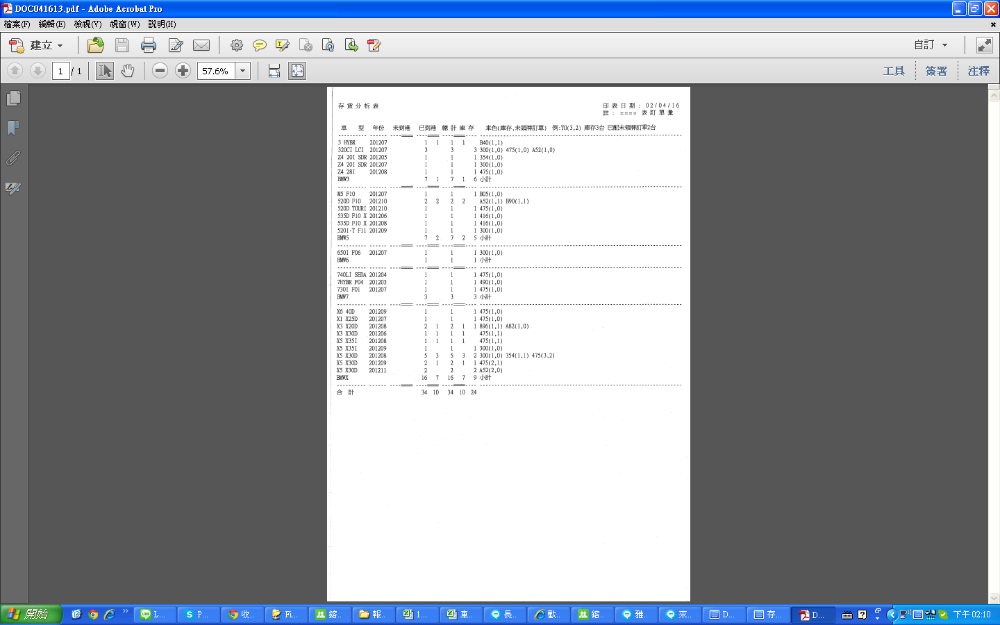 DOC041613.pdf - Adobe Acrobat Pro
檔案(F) 編輯(E) 檢視(V) 視窗(W) 說明(H)
建立 自訂
1 / 1 57.6% 工具 簽署 注釋
存貨分析表 印表日期: 02/04/16
註: ==== 表訂單量
車 型 年份 未到港 已到港 總計 庫存 車色(庫存,未領牌訂單) 例:TG(3,2) 庫存3台 已配未領牌訂單2台
3 HYBR 201207 1 1 1 1 B40(1,1)
320CI LCI 201207 3 3 3 300(1,0) 475(1,0) A52(1,0)
Z4 20I SDR 201205 1 1 1 354(1,0)
Z4 20I SDR 201207 1 1 1 300(1,0)
Z4 28I 201208 1 1 1 475(1,0)
BMW3 7 1 7 1 6 小計
M5 F10 201207 1 1 1 B05(1,0)
520D F10 201210 2 2 2 2 A52(1,1) B90(1,1)
520D TOURI 201210 1 1 1 475(1,0)
535D F10 X 201206 1 1 1 416(1,0)
535D F10 X 201208 1 1 1 416(1,0)
520I-T F11 201209 1 1 1 300(1,0)
BMW5 7 2 7 2 5 小計
650I F06 201207 1 1 1 300(1,0)
BMW6 1 1 1 小計
740LI SEDA 201204 1 1 1 475(1,0)
7HYBR F04 201203 1 1 1 490(1,0)
730I F01 201207 1 1 1 475(1,0)
BMW7 3 3 3 小計
X6 40D 201209 1 1 1 475(1,0)
X1 X25D 201207 1 1 1 475(1,0)
X3 X20D 201208 2 1 2 1 1 896(1,1) A82(1,0)
X3 X30D 201206 1 1 1 1 475(1,1)
X5 X35I 201208 1 1 1 1 475(1,1)
X5 X35I 201209 1 1 1 300(1,0)
X5 X30D 201208 5 3 5 3 2 300(1,0) 354(1,1) 475(3,2)
X5 X30D 201209 2 1 2 1 1 475(2,1)
X5 X30D 201211 2 2 2 A52(2,0)
BMWX 16 7 16 7 9 小計
合 計 34 10 34 10 24
開始 L... P... 收... Fi... 鎔... 報... 1... 車... 長... 歡... 鎔... 雅... 來... D... 存... D... 下午 02:10